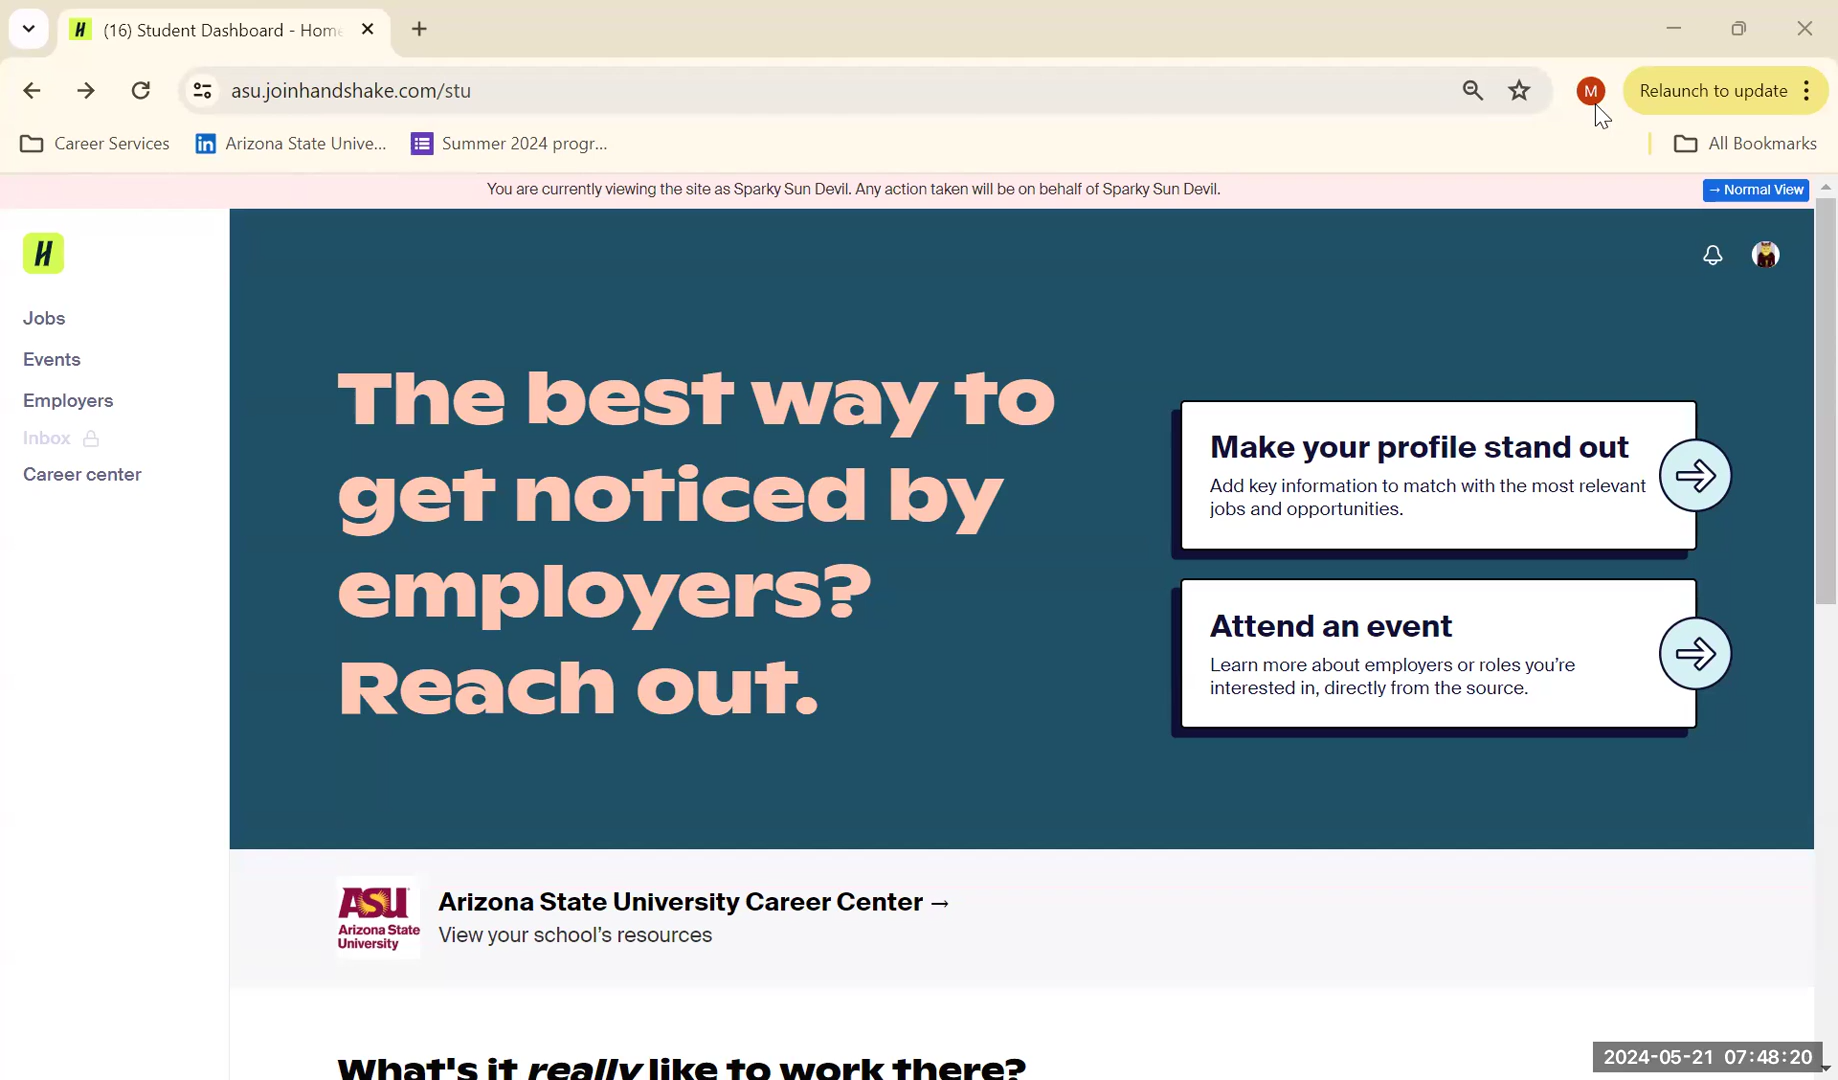 (16) Student Dashboard - Home
asu.joinhandshake.com/stu
M
Relaunch to update
Career Services
Arizona State Unive...
Summer 2024 progr...
All Bookmarks
You are currently viewing the site as Sparky Sun Devil. Any action taken will be on behalf of Sparky Sun Devil.
→ Normal View
H
Jobs
Events
Employers
Inbox
Career center
The best way to
get noticed by
employers?
Reach out.
Make your profile stand out
Add key information to match with the most relevant
jobs and opportunities.
Attend an event
Learn more about employers or roles you’re
interested in, directly from the source.
ASU
Arizona State
University
Arizona State University Career Center →
View your school’s resources
What's it really like to work there?
2024-05-21 07:48:20